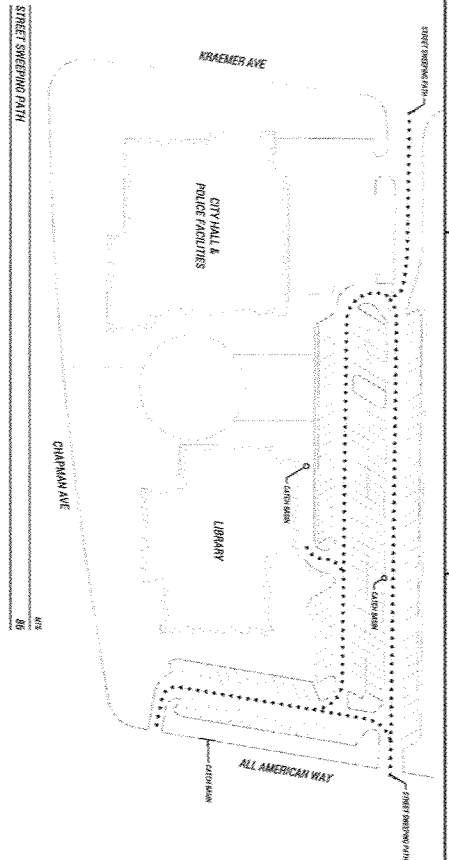 STREET SWEEPING PATH
KRAEMER AVE
CITY HALL &
POLICE FACILITIES
CATCH BASIN
LIBRARY
CATCH BASIN
CHAPMAN AVE
ALL AMERICAN WAY
CATCH BASIN
STREET SWEEPING PATH
STREET SWEEPING PATH
NTS
86